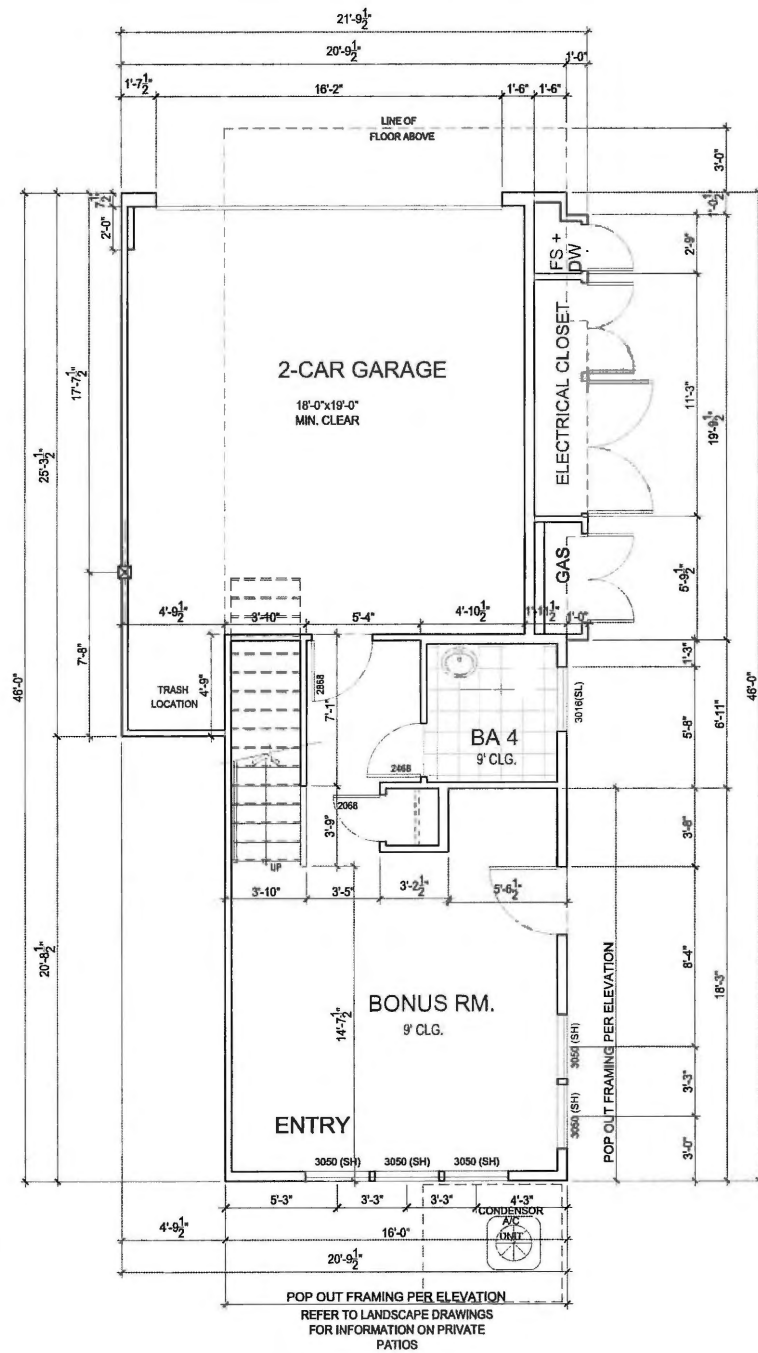 21'-9½"
20'-9½"
1'-0"
1'-7½"
16'-2"
1'-6"
1'-6"
LINE OF
FLOOR ABOVE
3'-0"
7½"
2'-0"
1'-0½"
2'-9"
FS +
DW
ELECTRICAL CLOSET
2-CAR GARAGE
18'-0"x19'-0"
MIN. CLEAR
17'-7½"
25'-3½"
11'-3"
19'-9½"
GAS
5'-9½"
4'-9½"
3'-10"
5'-4"
4'-10½"
1'-11½"
1'-0"
46'-0"
7'-8"
TRASH
LOCATION
4'-9"
2868
7'-1"
BA 4
9' CLG.
2468
3016(SL)
1'-3"
5'-8"
6'-11"
46'-0"
2068
3'-9"
UP
3'-8"
3'-10"
3'-5"
3'-2½"
5'-6½"
20'-8½"
14'-7½"
BONUS RM.
9' CLG.
8'-4"
18'-3"
POP OUT FRAMING PER ELEVATION
3050 (SH)
3'-3"
3050 (SH)
3'-0"
ENTRY
3050 (SH)
3050 (SH)
3050 (SH)
5'-3"
3'-3"
3'-3"
4'-3"
CONDENSOR
A/C
UNIT
4'-9½"
16'-0"
20'-9½"
POP OUT FRAMING PER ELEVATION
REFER TO LANDSCAPE DRAWINGS
FOR INFORMATION ON PRIVATE
PATIOS